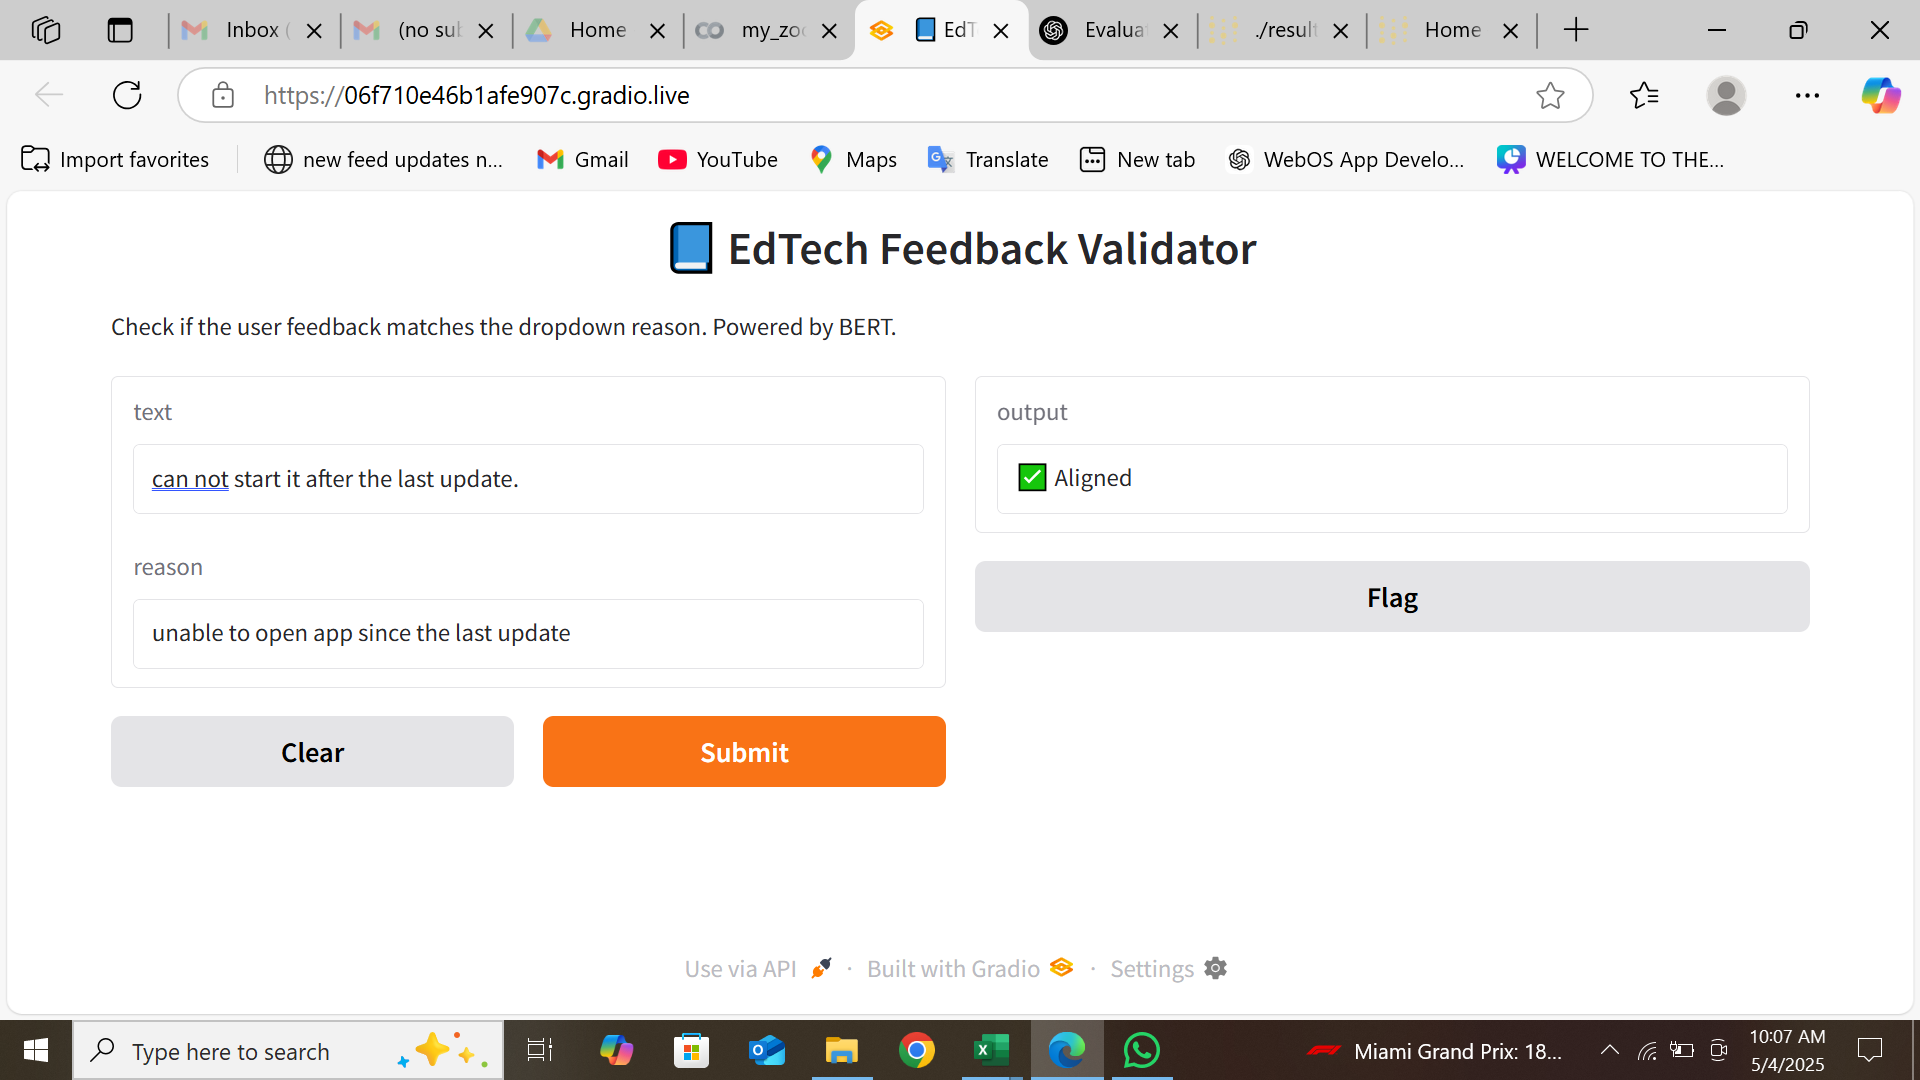 Inbox (
(no sub
Home
my_zoo
EdT
Evaluat
./result
Home
https://06f710e46b1afe907c.gradio.live
Import favorites
new feed updates n...
Gmail
YouTube
Maps
Translate
New tab
WebOS App Develo...
WELCOME TO THE...
EdTech Feedback Validator
Check if the user feedback matches the dropdown reason. Powered by BERT.
text
can not start it after the last update.
reason
unable to open app since the last update
Clear
Submit
output
Aligned
Flag
Use via API · Built with Gradio · Settings
Type here to search
Miami Grand Prix: 18...
10:07 AM
5/4/2025